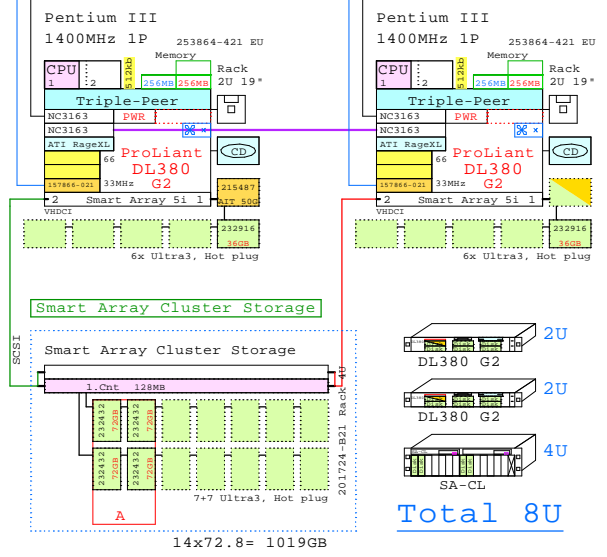 Pentium III
1400MHz 1P
253864-421 EU
Memory
CPU
1
2
512kb
256MB
256MB
Rack
2U 19"
Triple-Peer
NC3163
PWR
NC3163
ATI RageXL
66
ProLiant
DL380
G2
CD
157866-021
33MHz
215487
AIT 50G
2
Smart Array 5i
1
VHDCI
232916
36GB
6x Ultra3, Hot plug
Pentium III
1400MHz 1P
253864-421 EU
Memory
CPU
1
2
512kb
256MB
256MB
Rack
2U 19"
Triple-Peer
NC3163
PWR
NC3163
ATI RageXL
66
ProLiant
DL380
G2
CD
157866-021
33MHz
2
Smart Array 5i
1
VHDCI
232916
36GB
6x Ultra3, Hot plug
Smart Array Cluster Storage
SCSI
Smart Array Cluster Storage
1.Cnt
128MB
201724-B21 Rack 4U
232432
72GB
232432
72GB
232432
72GB
232432
72GB
7+7 Ultra3, Hot plug
A
14x72.8= 1019GB
2U
DL380 G2
2U
DL380 G2
4U
SA-CL
Total 8U